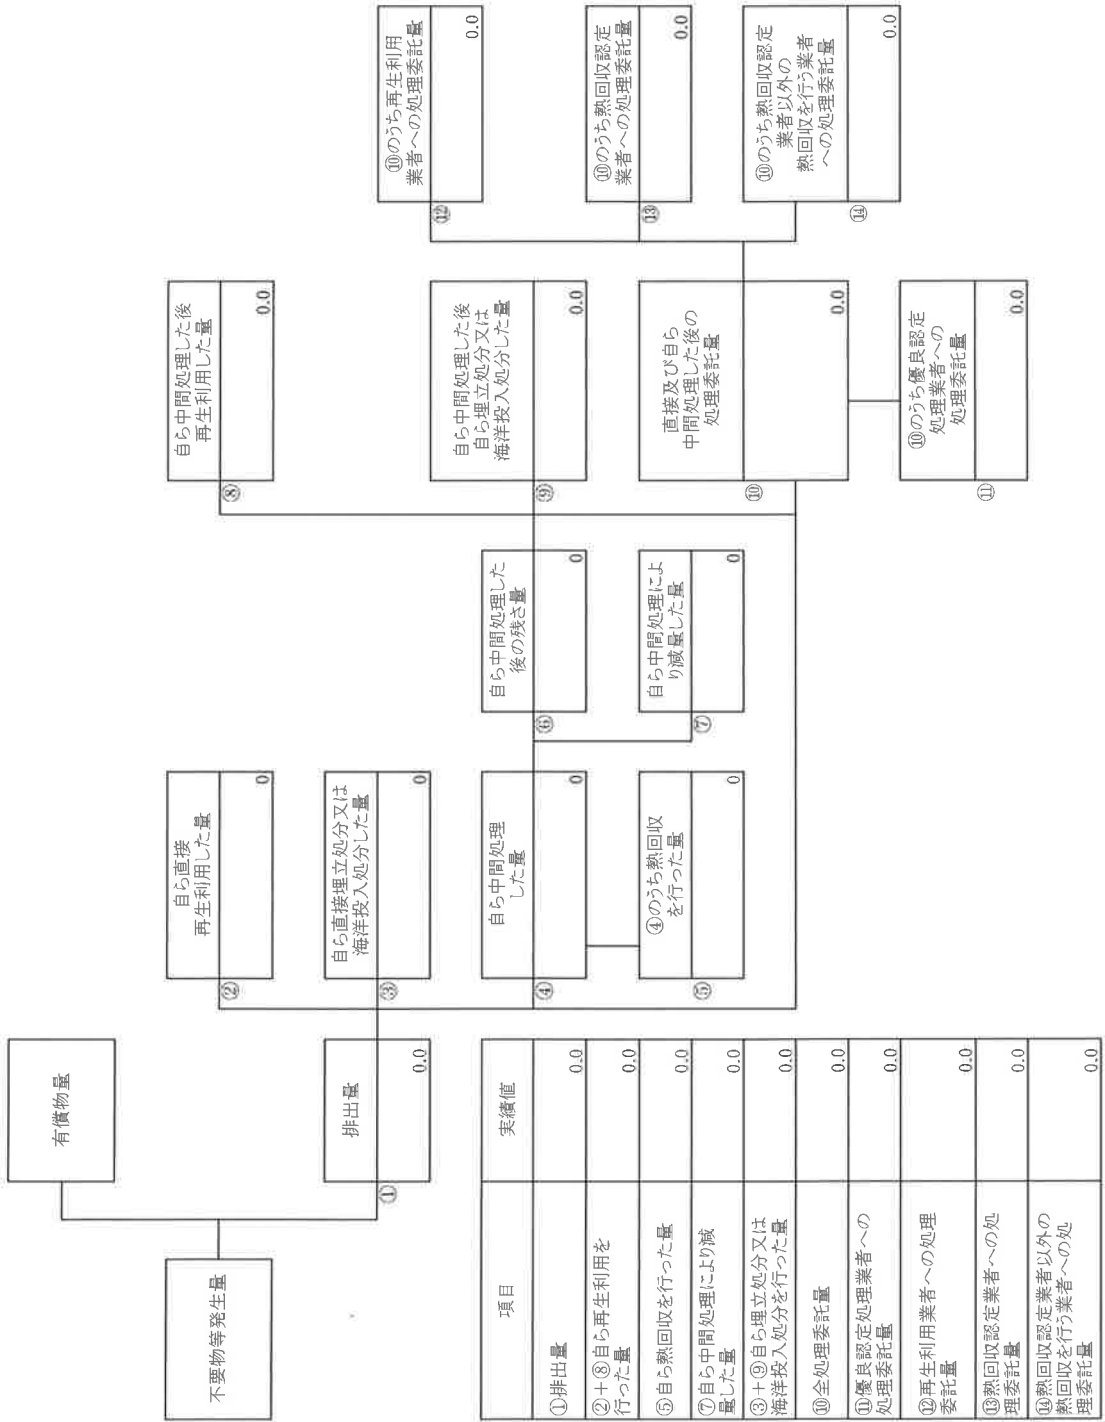 有償物量
不要物等発生量
排出量
①
0.0
自ら直接
再生利用した量
②
0
自ら直接埋立処分又は
海洋投入処分した量
③
0
自ら中間処理
した量
④
0
④のうち熱回収
を行った量
⑤
0
自ら中間処理した
後の残さ量
⑥
0
自ら中間処理によ
り減量した量
⑦
0
自ら中間処理した後
再生利用した量
⑧
0.0
自ら中間処理した後
自ら埋立処分又は
海洋投入処分した量
⑨
0.0
直接及び自ら
中間処理した後の
処理委託量
⑩
0.0
⑩のうち優良認定
処理業者への
処理委託量
⑪
0.0
⑩のうち再生利用
業者への処理委託量
⑫
0.0
⑩のうち熱回収認定
業者への処理委託量
⑬
0.0
⑩のうち熱回収認定
業者以外の
熱回収を行う業者
への処理委託量
⑭
0.0
項目 実績値
①排出量 0.0
②+⑧自ら再生利用を
行った量 0.0
⑤自ら熱回収を行った量 0.0
⑦自ら中間処理により減
量した量 0.0
③+⑨自ら埋立処分又は
海洋投入処分を行った量 0.0
⑩全処理委託量 0.0
⑪優良認定処理業者への
処理委託量 0.0
⑫再生利用業者への処理
委託量 0.0
⑬熱回収認定業者への処
理委託量 0.0
⑭熱回収認定業者以外の
熱回収を行う業者への処
理委託量 0.0